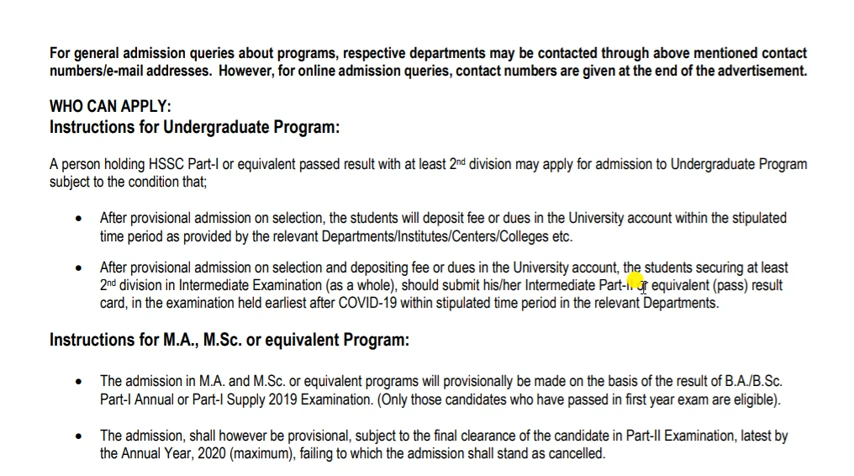 For general admission queries about programs, respective departments may be contacted through above mentioned contact
numbers/e-mail addresses. However, for online admission queries, contact numbers are given at the end of the advertisement.
WHO CAN APPLY:
Instructions for Undergraduate Program:
A person holding HSSC Part-I or equivalent passed result with at least 2nd division may apply for admission to Undergraduate Program
subject to the condition that;
• After provisional admission on selection, the students will deposit fee or dues in the University account within the stipulated
time period as provided by the relevant Departments/Institutes/Centers/Colleges etc.
• After provisional admission on selection and depositing fee or dues in the University account, the students securing at least
2nd division in Intermediate Examination (as a whole), should submit his/her Intermediate Part-II or equivalent (pass) result
card, in the examination held earliest after COVID-19 within stipulated time period in the relevant Departments.
Instructions for M.A., M.Sc. or equivalent Program:
• The admission in M.A. and M.Sc. or equivalent programs will provisionally be made on the basis of the result of B.A./B.Sc.
Part-I Annual or Part-I Supply 2019 Examination. (Only those candidates who have passed in first year exam are eligible).
• The admission, shall however be provisional, subject to the final clearance of the candidate in Part-II Examination, latest by
the Annual Year, 2020 (maximum), failing to which the admission shall stand as cancelled.